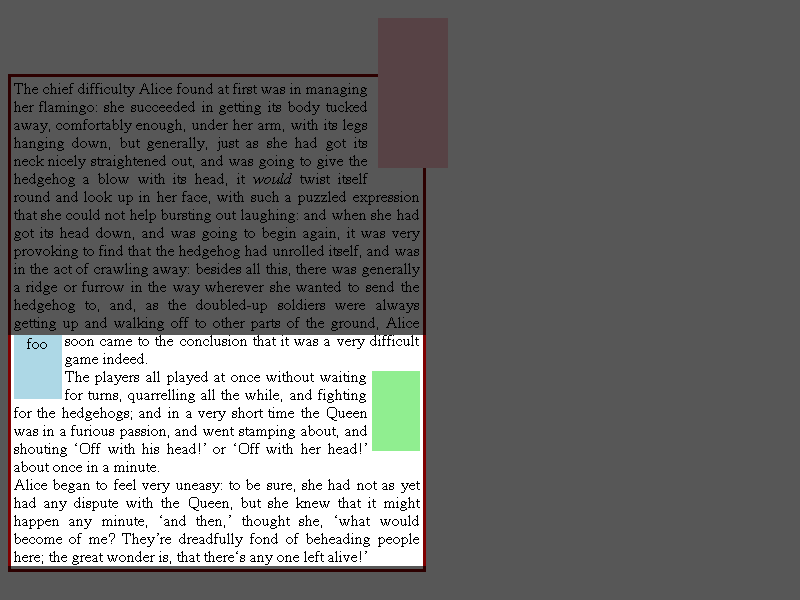 The chief difficulty Alice found at first was in managing
her flamingo: she succeeded in getting its body tucked
away, comfortably enough, under her arm, with its legs
hanging down, but generally, just as she had got its
neck nicely straightened out, and was going to give the
hedgehog a blow with its head, it would twist itself
round and look up in her face, with such a puzzled expression
that she could not help bursting out laughing: and when she had
got its head down, and was going to begin again, it was very
provoking to find that the hedgehog had unrolled itself, and was
in the act of crawling away: besides all this, there was generally
a ridge or furrow in the way wherever she wanted to send the
hedgehog to, and, as the doubled-up soldiers were always
getting up and walking off to other parts of the ground, Alice
foo
soon came to the conclusion that it was a very difficult
game indeed.
The players all played at once without waiting
for turns, quarrelling all the while, and fighting
for the hedgehogs; and in a very short time the Queen
was in a furious passion, and went stamping about, and
shouting ‘Off with his head!’ or ‘Off with her head!’
about once in a minute.
Alice began to feel very uneasy: to be sure, she had not as yet
had any dispute with the Queen, but she knew that it might
happen any minute, ‘and then,’ thought she, ‘what would
become of me? They’re dreadfully fond of beheading people
here; the great wonder is, that there‘s any one left alive!’